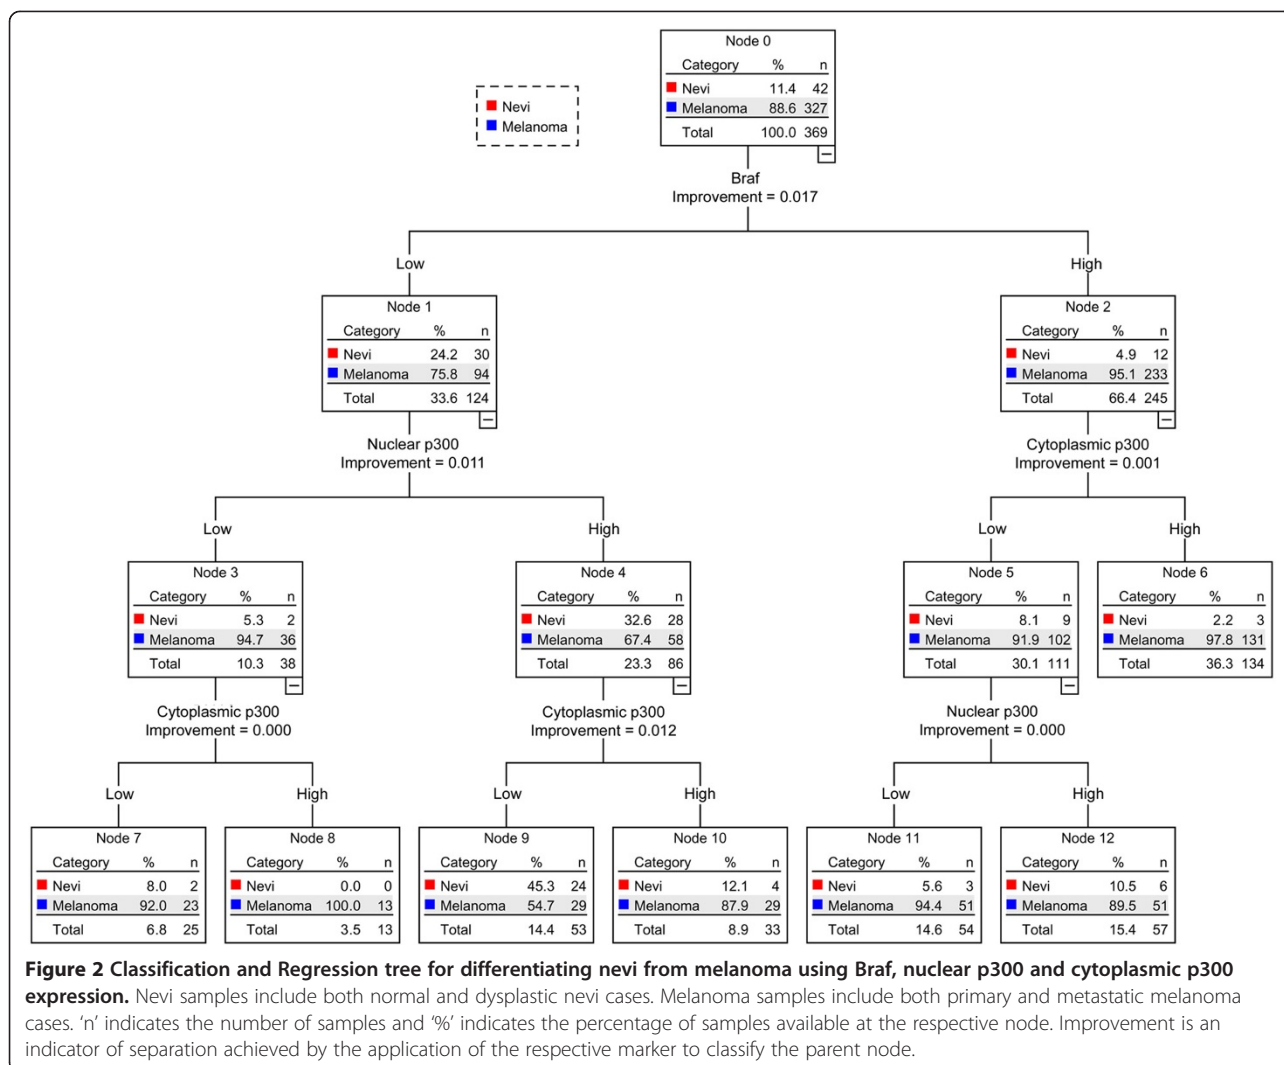 Node 0
Category % n
Nevi 11.4 42
Melanoma 88.6 327
Total 100.0 369
Nevi
Melanoma
Braf
Improvement = 0.017
Low
High
Node 1
Category % n
Nevi 24.2 30
Melanoma 75.8 94
Total 33.6 124
Node 2
Category % n
Nevi 4.9 12
Melanoma 95.1 233
Total 66.4 245
Nuclear p300
Improvement = 0.011
Cytoplasmic p300
Improvement = 0.001
Low
High
Low
High
Node 3
Category % n
Nevi 5.3 2
Melanoma 94.7 36
Total 10.3 38
Node 4
Category % n
Nevi 32.6 28
Melanoma 67.4 58
Total 23.3 86
Node 5
Category % n
Nevi 8.1 9
Melanoma 91.9 102
Total 30.1 111
Node 6
Category % n
Nevi 2.2 3
Melanoma 97.8 131
Total 36.3 134
Cytoplasmic p300
Improvement = 0.000
Cytoplasmic p300
Improvement = 0.012
Nuclear p300
Improvement = 0.000
Low
High
Low
High
Low
High
Node 7
Category % n
Nevi 8.0 2
Melanoma 92.0 23
Total 6.8 25
Node 8
Category % n
Nevi 0.0 0
Melanoma 100.0 13
Total 3.5 13
Node 9
Category % n
Nevi 45.3 24
Melanoma 54.7 29
Total 14.4 53
Node 10
Category % n
Nevi 12.1 4
Melanoma 87.9 29
Total 8.9 33
Node 11
Category % n
Nevi 5.6 3
Melanoma 94.4 51
Total 14.6 54
Node 12
Category % n
Nevi 10.5 6
Melanoma 89.5 51
Total 15.4 57
Figure 2 Classification and Regression tree for differentiating nevi from melanoma using Braf, nuclear p300 and cytoplasmic p300
expression. Nevi samples include both normal and dysplastic nevi cases. Melanoma samples include both primary and metastatic melanoma
cases. ‘n’ indicates the number of samples and ‘%’ indicates the percentage of samples available at the respective node. Improvement is an
indicator of separation achieved by the application of the respective marker to classify the parent node.